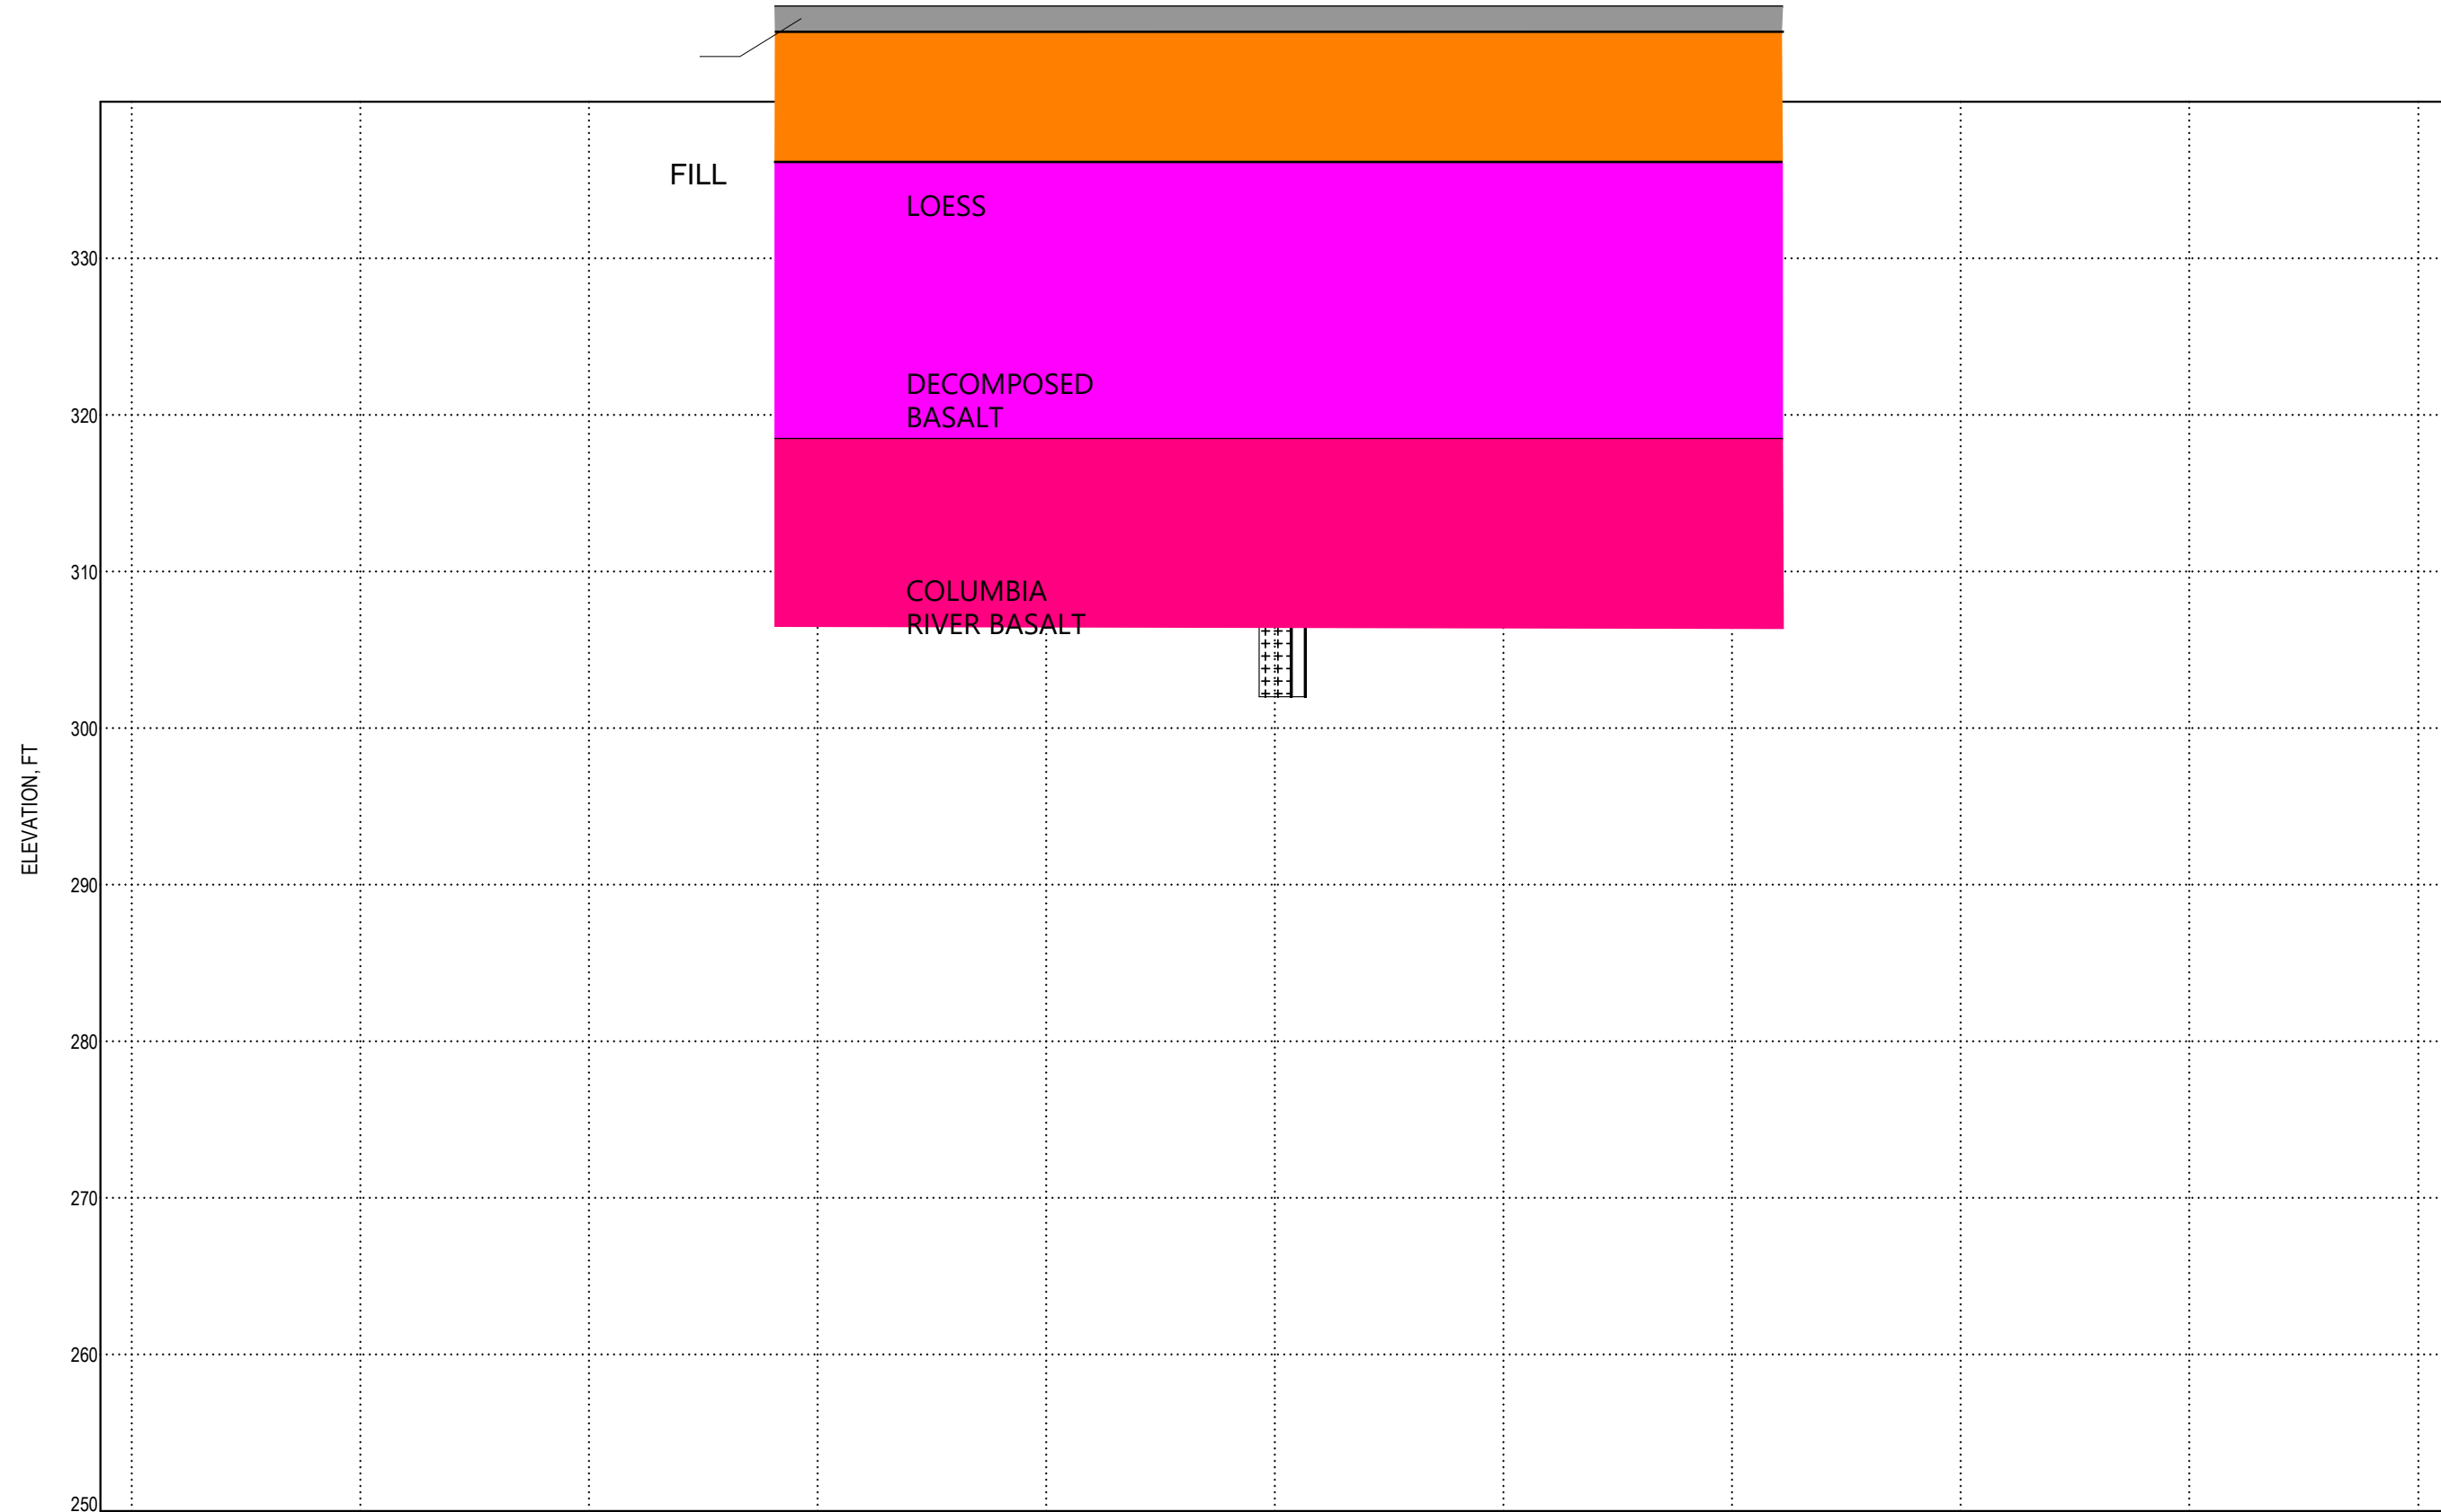 FILL
LOESS
330
DECOMPOSED
BASALT
320
310
COLUMBIA
RIVER BASALT
300
ELEVATION, FT
290
280
270
260
250